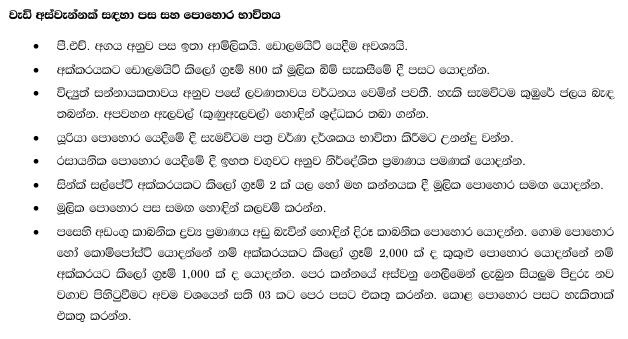 වැඩි අස්වැන්නක් සඳහා පස සහ පොහොර භාවිතය
• පී.එච්. අගය අනුව පස ඉතා ආම්ලිකයි. ඩොලමයිට් යෙදීම අවශ්‍යයි.
• අක්කරයකට ඩොලමයිට් කිලෝ ග්‍රෑම් 800 ක් මූලික බිම් සැකසීමේ දී පසට යොදන්න.
• විද්‍යුත් සන්නායකතාවය අනුව පසේ ලවණතාවය වර්ධනය වෙමින් පවතී. හැකි සැමවිටම කුඹුරේ ජලය බැඳ
තබන්න. අපවහන ඇලවල් (කුණුඇලවල්) හොඳින් ශුද්ධකර තබා ගන්න.
• යූරියා පොහොර යෙදීමේ දී සැමවිටම පත්‍ර වර්ණ දර්ශකය භාවිතා කිරීමට උනන්දු වන්න.
• රසායනික පොහොර යෙදීමේ දී ඉහත වගුවට අනුව නිර්දේශිත ප්‍රමාණය පමණක් යොදන්න.
• සින්ක් සල්පේට් අක්කරයකට කිලෝ ග්‍රෑම් 2 ක් යල හෝ මහ කන්නයක දී මූලික පොහොර සමඟ යොදන්න.
• මූලික පොහොර පස සමඟ හොඳින් කලවම් කරන්න.
• පසෙහි අඩංගු කාබනික ද්‍රව්‍ය ප්‍රමාණය අඩු බැවින් හොඳින් දිරූ කාබනික පොහොර යොදන්න. ගොම පොහොර
හෝ කොම්පෝස්ට් යොදන්නේ නම් අක්කරයකට කිලෝ ග්‍රෑම් 2,000 ක් ද කුකුළු පොහොර යොදන්නේ නම්
අක්කරයට කිලෝ ග්‍රෑම් 1,000 ක් ද යොදන්න. පෙර කන්නයේ අස්වනු නෙලීමෙන් ලැබුන සියලුම පිදුරු නව
වගාව පිහිටුවීමට අවම වශයෙන් සති 03 කට පෙර පසට එකතු කරන්න. කොළ පොහොර පසට හැකිතාක්
එකතු කරන්න.